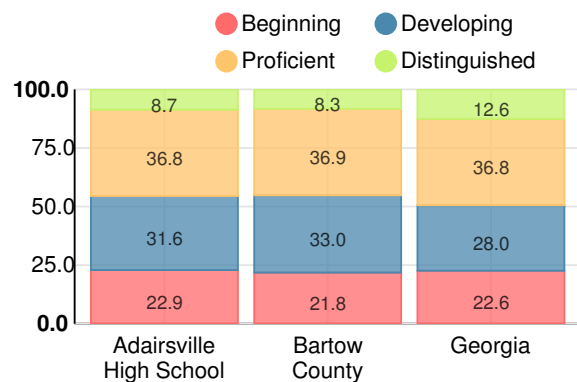 Beginning
Developing
Proficient
Distinguished
100.0
75.0
50.0
25.0
0.0
8.7
8.3
12.6
36.8
36.9
36.8
31.6
33.0
28.0
22.9
21.8
22.6
Adairsville
High School
Bartow
County
Georgia